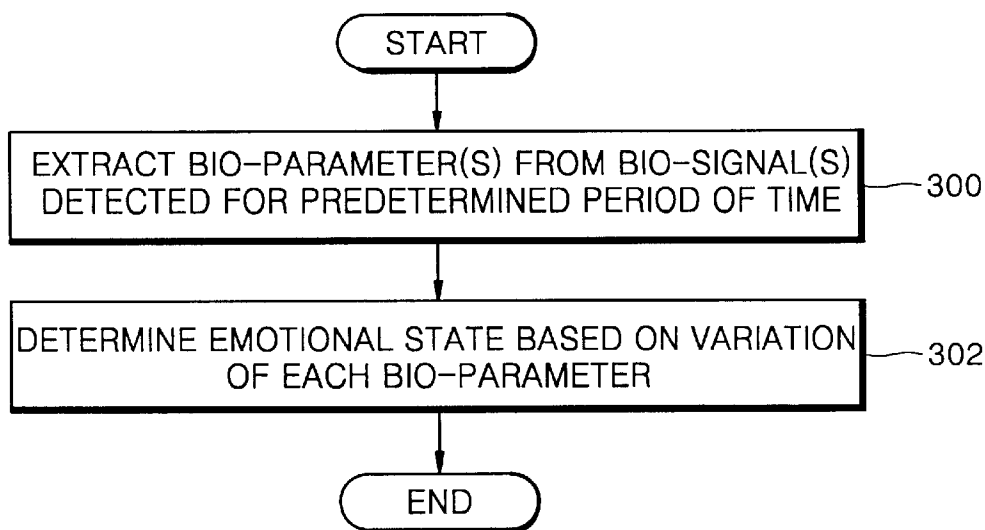 START
EXTRACT BIO-PARAMETER(S) FROM BIO-SIGNAL(S)
DETECTED FOR PREDETERMINED PERIOD OF TIME
300
DETERMINE EMOTIONAL STATE BASED ON VARIATION
OF EACH BIO-PARAMETER
302
END